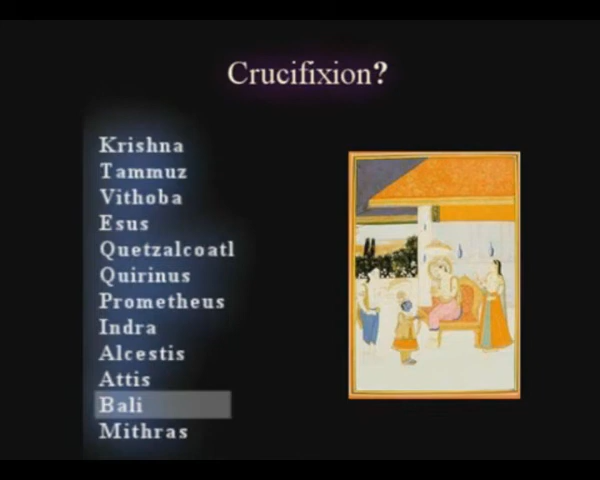 Crucifixion?
Krishna
Tammuz
Vithoba
Esus
Quetzalcoatl
Quirinus
Prometheus
Indra
Alcestis
Attis
Bali
Mithras